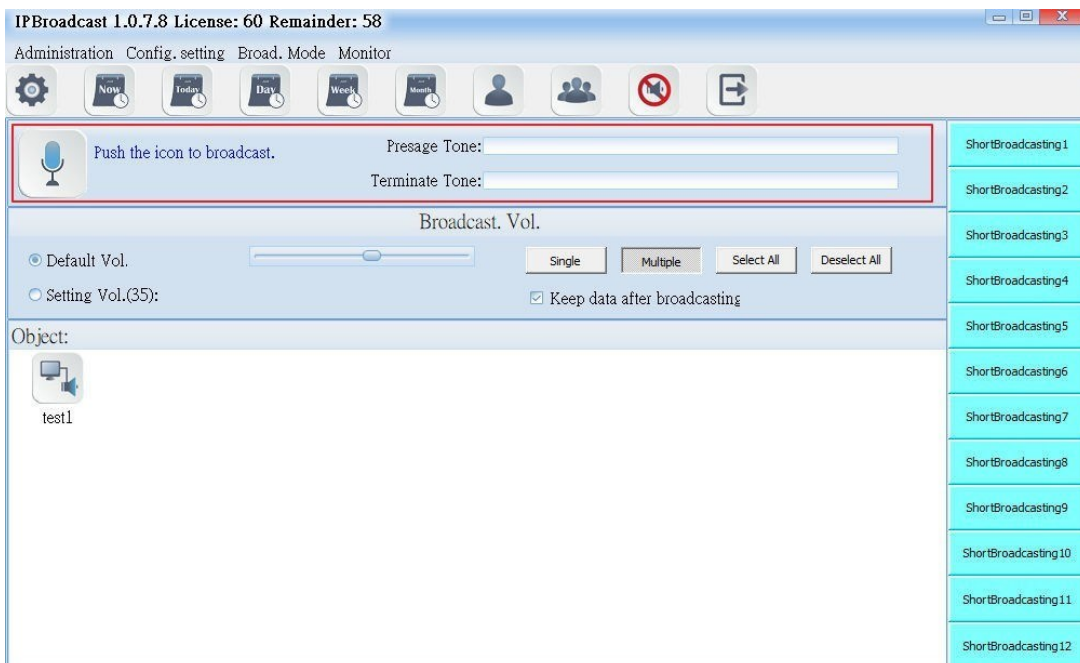 IPBroadcast 1.0.7.8 License: 60 Remainder: 58
Administration Config. setting Broad. Mode Monitor
Now Today Day Week Month
Push the icon to broadcast.
Presage Tone:
Terminate Tone:
Broadcast. Vol.
Default Vol.
Single Multiple Select All Deselect All
Setting Vol.(35):
Keep data after broadcasting
Object:
test1
ShortBroadcasting1
ShortBroadcasting2
ShortBroadcasting3
ShortBroadcasting4
ShortBroadcasting5
ShortBroadcasting6
ShortBroadcasting7
ShortBroadcasting8
ShortBroadcasting9
ShortBroadcasting10
ShortBroadcasting11
ShortBroadcasting12